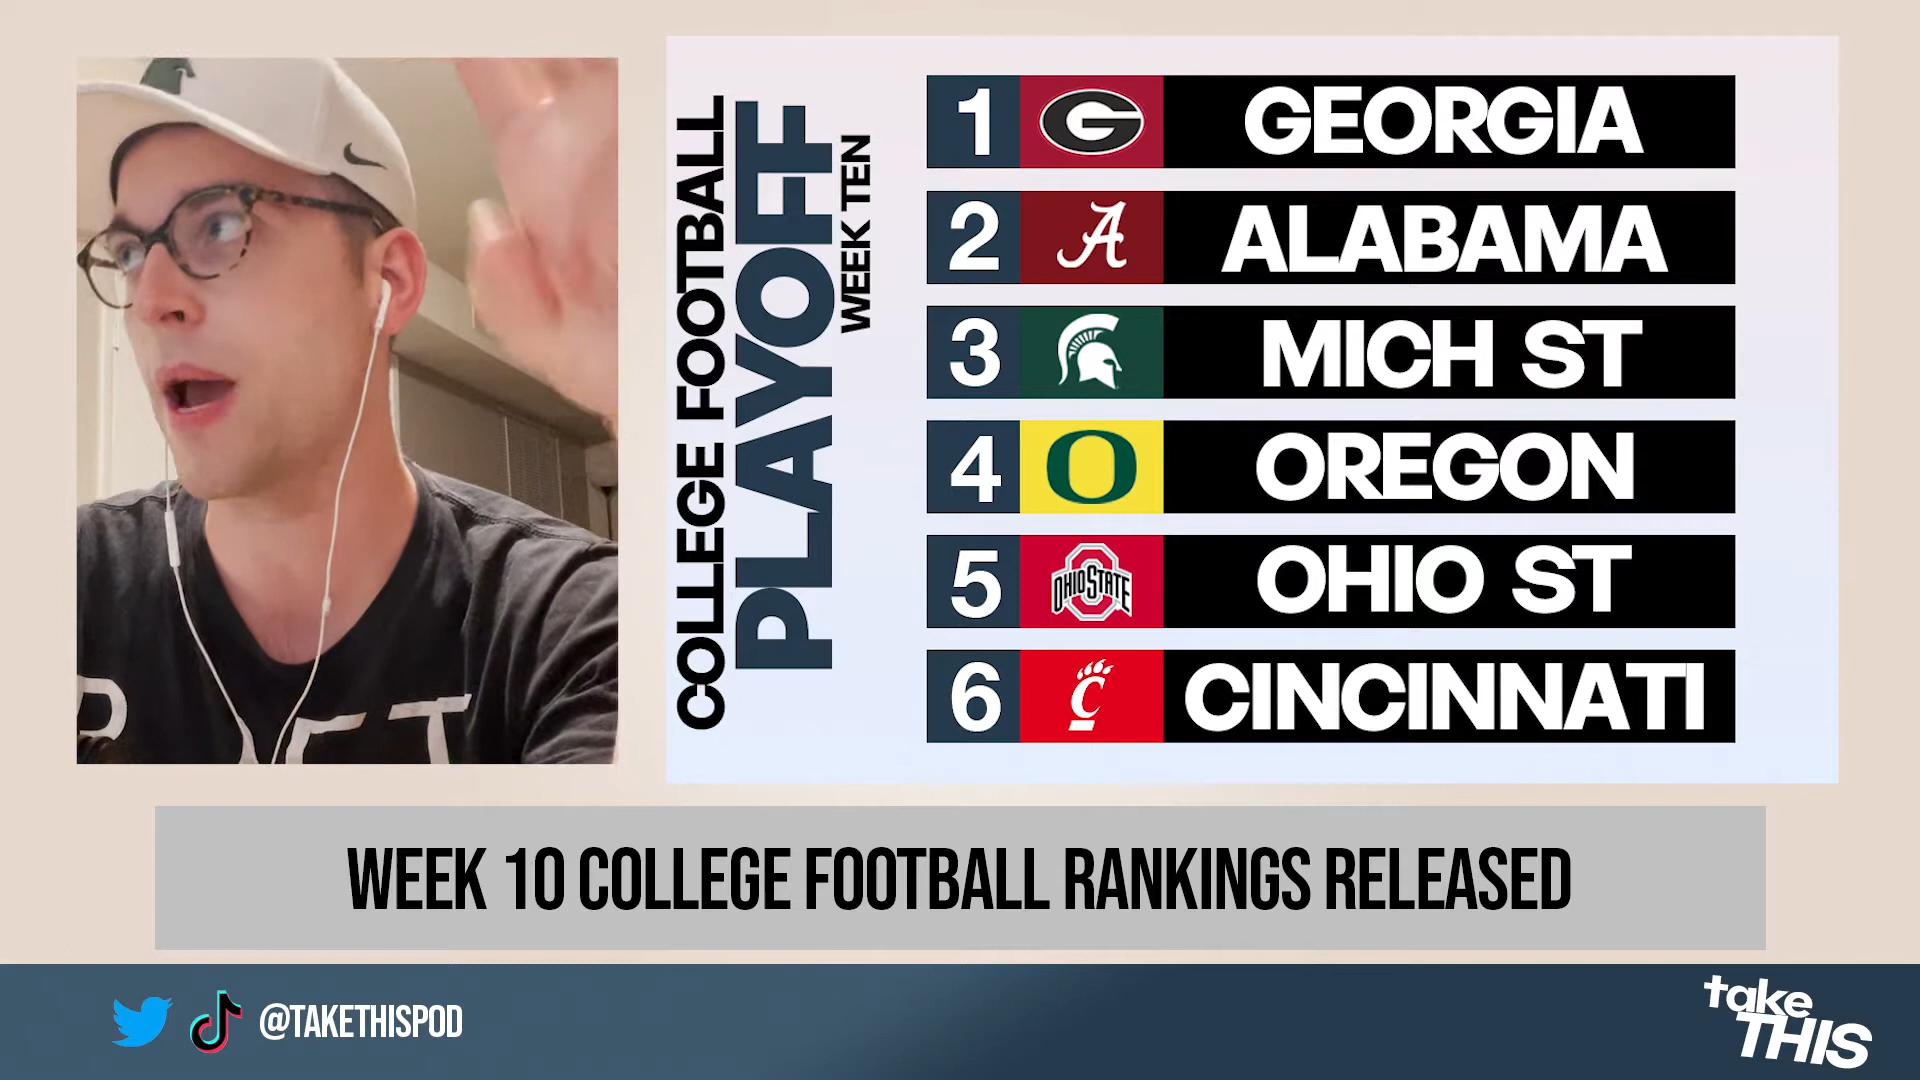 COLLEGE FOOTBALL
PLAYOFF
WEEK TEN
1 G GEORGIA
2 A ALABAMA
3 MICH ST
4 O OREGON
5 OHIO STATE OHIO ST
6 C CINCINNATI
WEEK 10 COLLEGE FOOTBALL RANKINGS RELEASED
@TAKETHISPOD
take
THIS